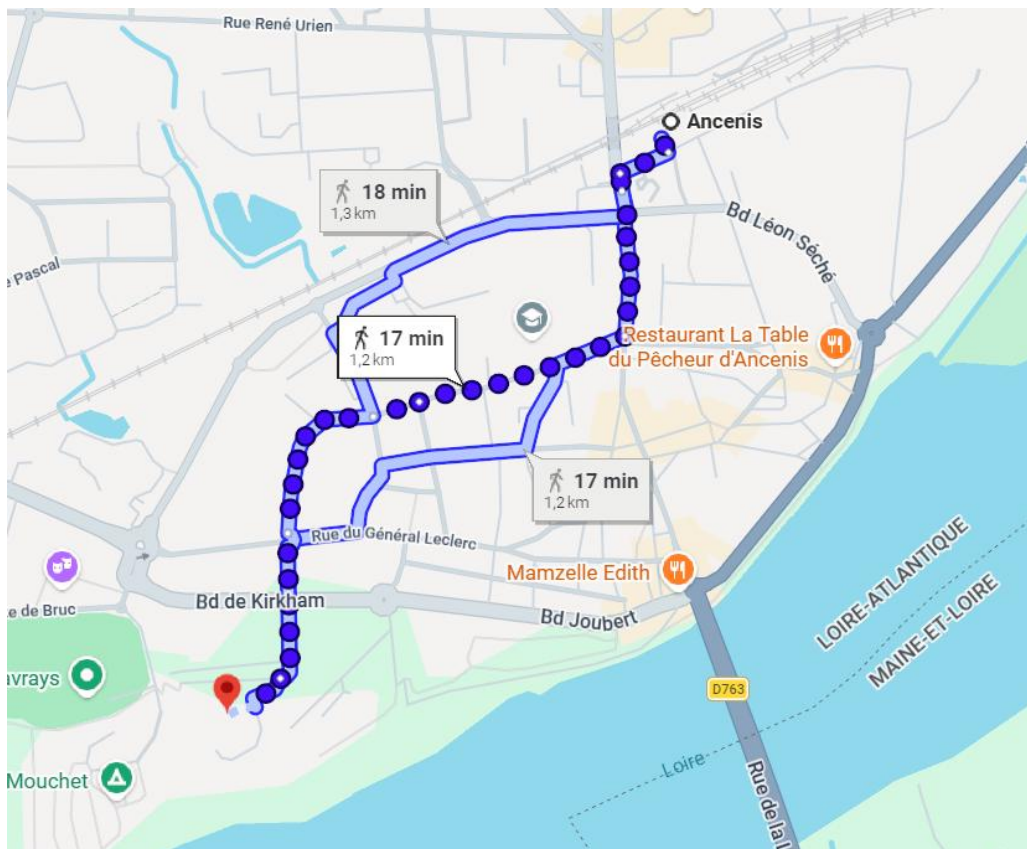 Rue René Urien
Ancenis
18 min
1,3 km
Bd Léon Séché
Pascal
17 min
1,2 km
Restaurant La Table
du Pêcheur d'Ancenis
17 min
1,2 km
Rue du Général Leclerc
Mamzelle Edith
LOIRE-ATLANTIQUE
MAINE-ET-LOIRE
Bd de Kirkham
de Bruc
Bd Joubert
avrays
D763
Mouchet
Loire
Rue de la